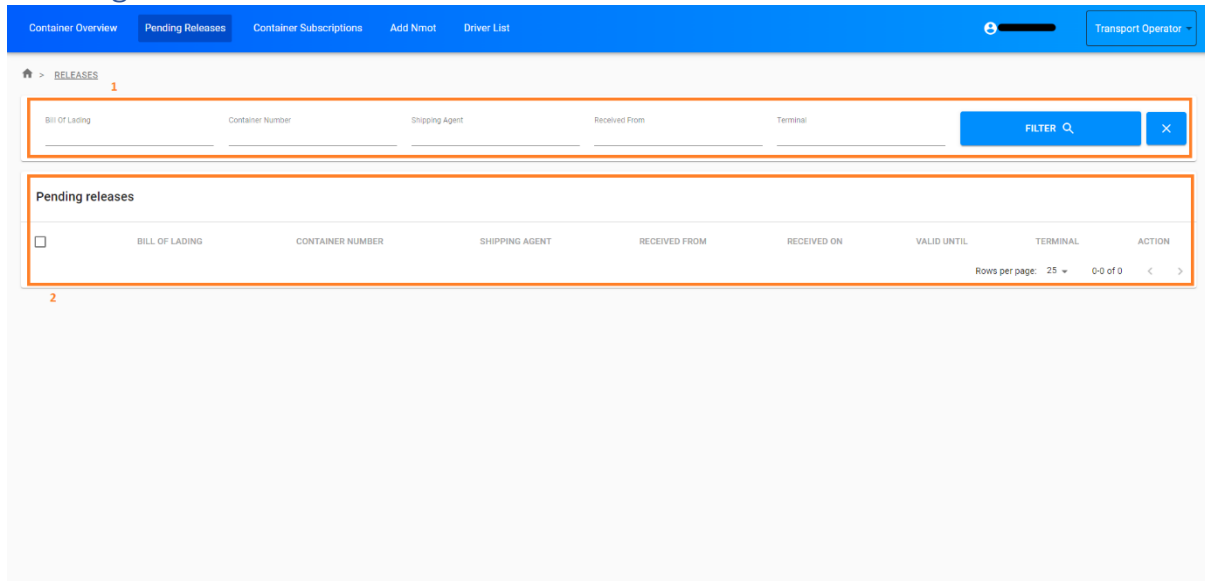 Container Overview Pending Releases Container Subscriptions Add Nmot Driver List Transport Operator
> RELEASES
1
Bill Of Lading Container Number Shipping Agent Received From Terminal FILTER
Pending releases
BILL OF LADING CONTAINER NUMBER SHIPPING AGENT RECEIVED FROM RECEIVED ON VALID UNTIL TERMINAL ACTION
Rows per page: 25 0-0 of 0 < >
2